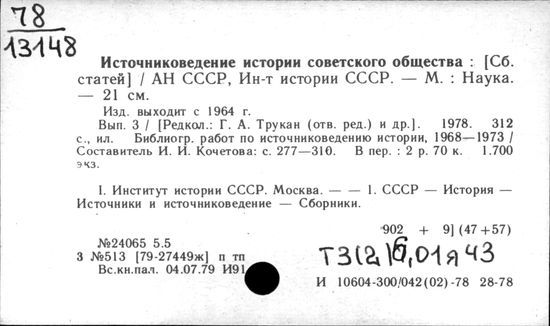 78
13148
Источниковедение истории советского общества : [Сб.
статей] / АН СССР, Ин-т истории СССР. — М. : Наука.
— 21 см.
Изд. выходит с 1964 г.
Вып. 3 / [Редкол.: Г. А. Трукан (отв. ред.) и др.]. 1978. 312
с., ил. Библиогр. работ по источниковедению истории, 1968—1973 /
Составитель И. И. Кочетова: с. 277—310. В пер. : 2 р. 70 к. 1.700
экз.
I. Институт истории СССР. Москва. — — 1. СССР — История —
Источники и источниковедение — Сборники.
902 + 9] (47+57)
№24065 5.5
3 №513 [79-27449ж] п тп
Вс.кн.пал. 04.07.79 И91
Т3(2)6,01я43
И 10604-300/042(02)-78 28-78